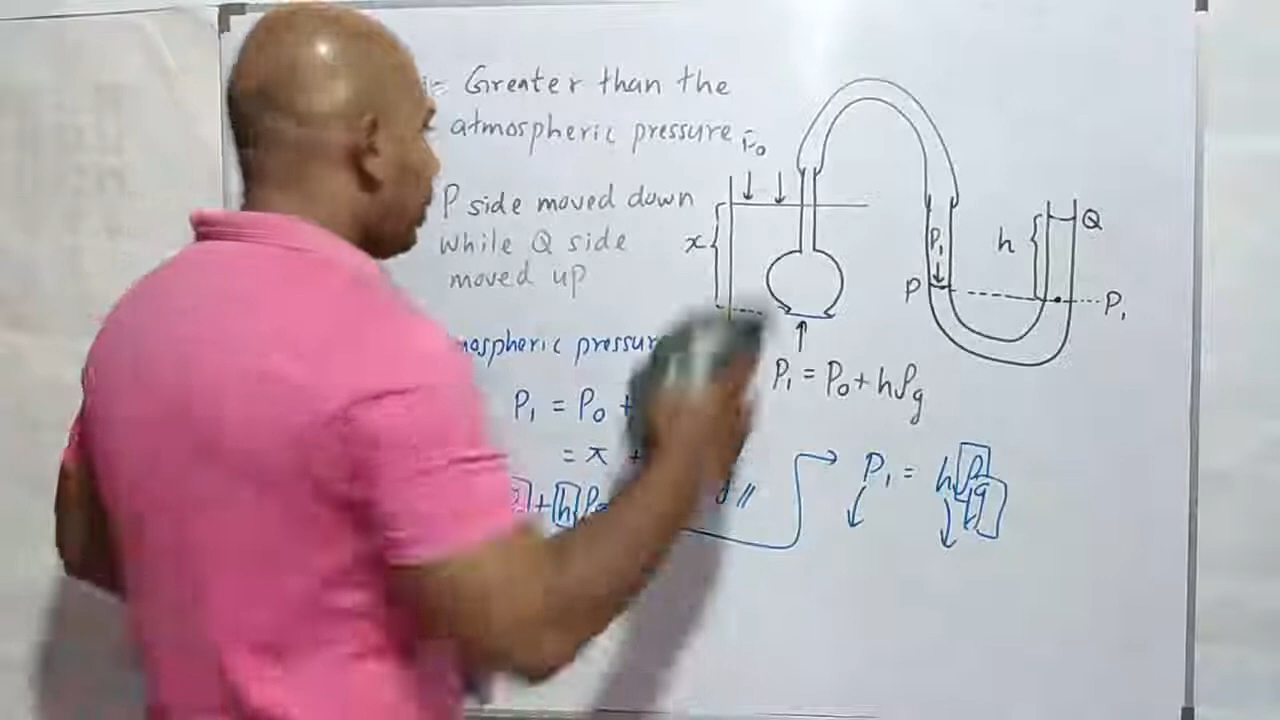 Greater than the
atmospheric pressure
P side moved down
while Q side
moved up
mospheric pressur
P₁ = P₀ +
= π +
+ h
P₀
x
P₁
P
h
Q
P₁
P₁ = P₀ + hρg
P₁ = hρg